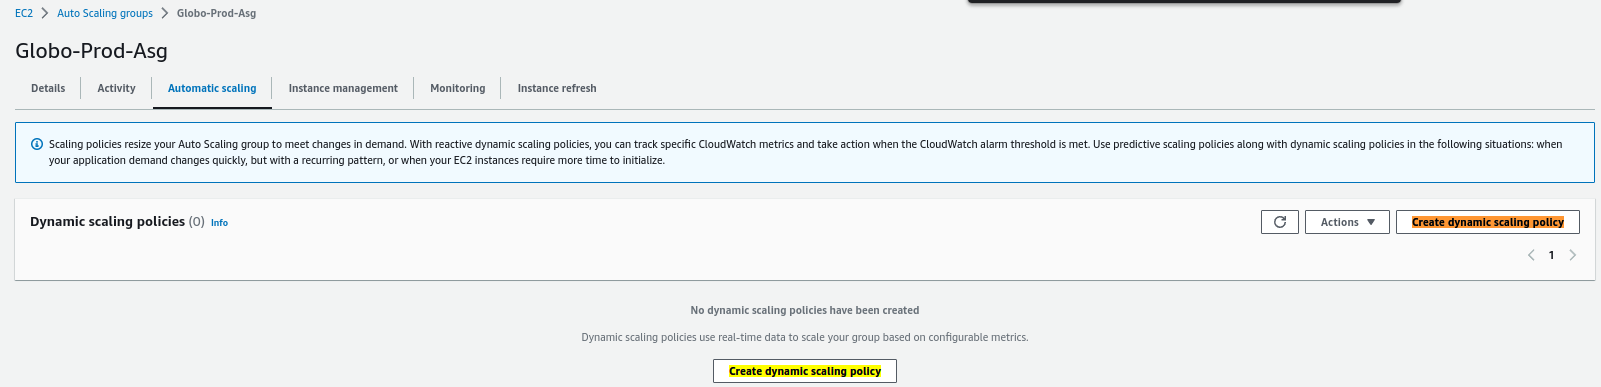 EC2 > Auto Scaling groups > Globo-Prod-Asg
Globo-Prod-Asg
Details Activity Automatic scaling Instance management Monitoring Instance refresh
Scaling policies resize your Auto Scaling group to meet changes in demand. With reactive dynamic scaling policies, you can track specific CloudWatch metrics and take action when the CloudWatch alarm threshold is met. Use predictive scaling policies along with dynamic scaling policies in the following situations: when
your application demand changes quickly, but with a recurring pattern, or when your EC2 instances require more time to initialize.
Dynamic scaling policies (0) Info Actions Create dynamic scaling policy
1
No dynamic scaling policies have been created
Dynamic scaling policies use real-time data to scale your group based on configurable metrics.
Create dynamic scaling policy